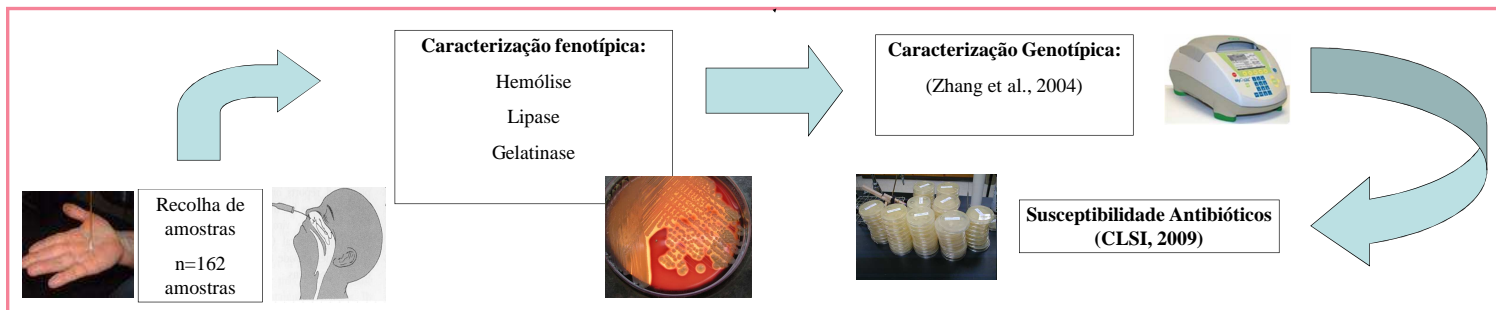 Recolha de
amostras
n=162
amostras
Caracterização fenotípica:
Hemólise
Lipase
Gelatinase
Caracterização Genotípica:
(Zhang et al., 2004)
Susceptibilidade Antibióticos
(CLSI, 2009)